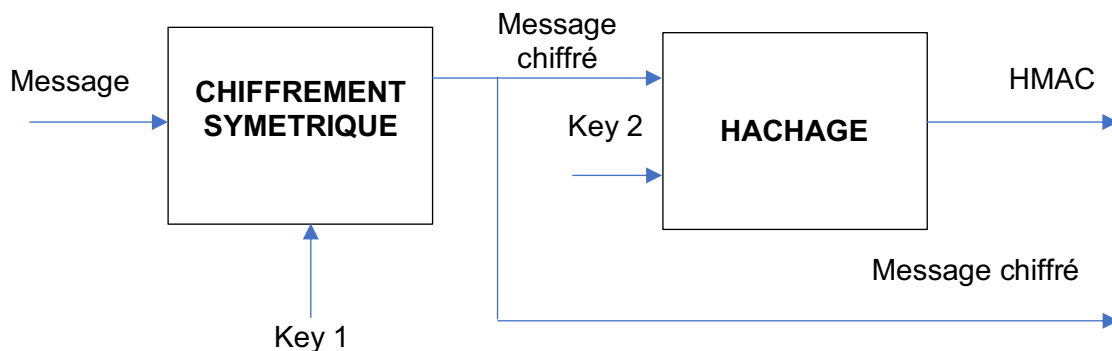 Message
CHIFFREMENT
SYMETRIQUE
Key 1
Message
chiffré
Key 2
HACHAGE
HMAC
Message chiffré